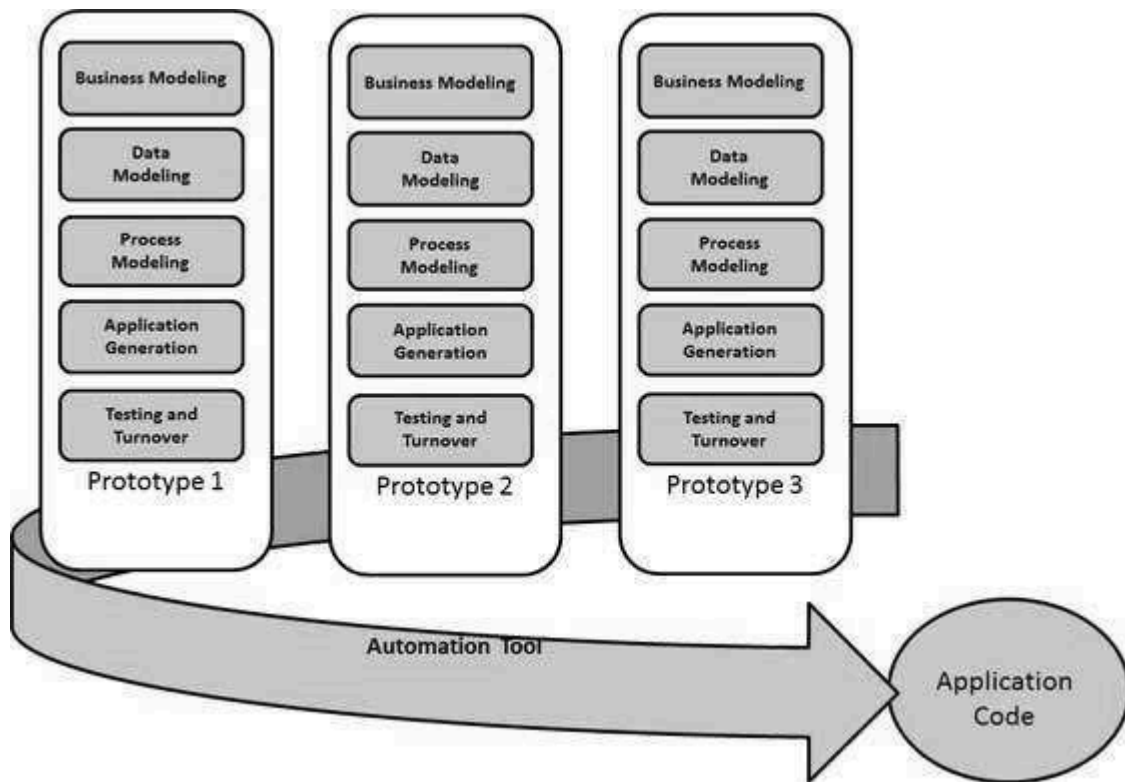 Business Modeling
Data
Modeling
Process
Modeling
Application
Generation
Testing and
Turnover
Prototype 1
Business Modeling
Data
Modeling
Process
Modeling
Application
Generation
Testing and
Turnover
Prototype 2
Business Modeling
Data
Modeling
Process
Modeling
Application
Generation
Testing and
Turnover
Prototype 3
Automation Tool
Application
Code